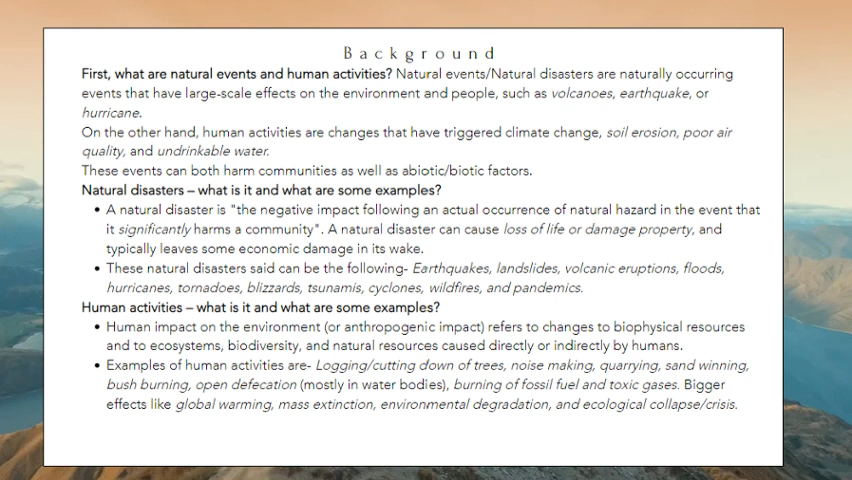 Background
First, what are natural events and human activities? Natural events/Natural disasters are naturally occurring
events that have large-scale effects on the environment and people, such as volcanoes, earthquake, or
hurricane.
On the other hand, human activities are changes that have triggered climate change, soil erosion, poor air
quality, and undrinkable water.
These events can both harm communities as well as abiotic/biotic factors.
Natural disasters – what is it and what are some examples?
• A natural disaster is "the negative impact following an actual occurrence of natural hazard in the event that
it significantly harms a community". A natural disaster can cause loss of life or damage property, and
typically leaves some economic damage in its wake.
• These natural disasters said can be the following- Earthquakes, landslides, volcanic eruptions, floods,
hurricanes, tornadoes, blizzards, tsunamis, cyclones, wildfires, and pandemics.
Human activities – what is it and what are some examples?
• Human impact on the environment (or anthropogenic impact) refers to changes to biophysical resources
and to ecosystems, biodiversity, and natural resources caused directly or indirectly by humans.
• Examples of human activities are- Logging/cutting down of trees, noise making, quarrying, sand winning,
bush burning, open defecation (mostly in water bodies), burning of fossil fuel and toxic gases. Bigger
effects like global warming, mass extinction, environmental degradation, and ecological collapse/crisis.